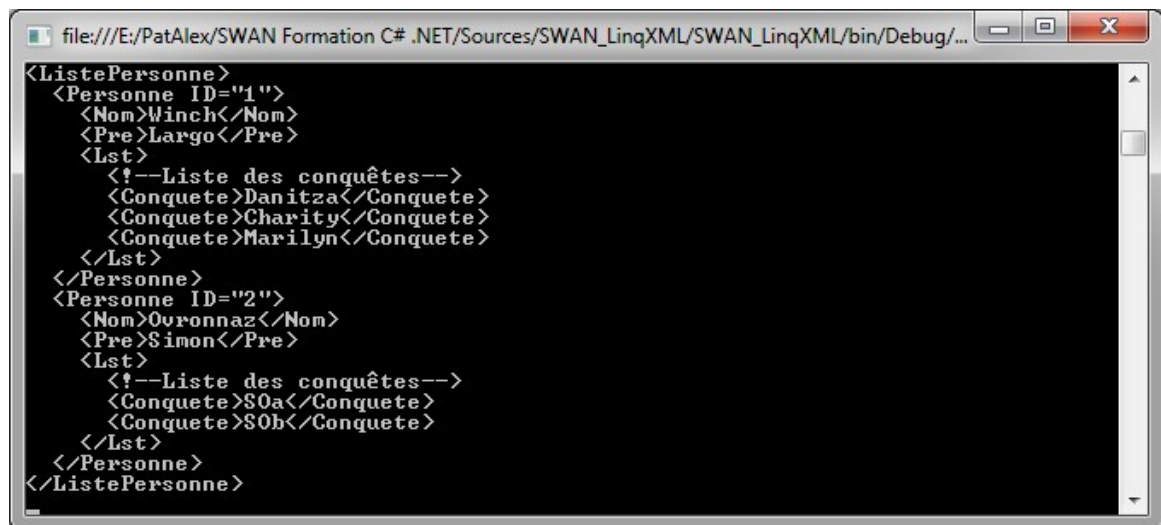 file:///E:/PatAlex/SWAN Formation C# .NET/Sources/SWAN_LinqXML/SWAN_LinqXML/bin/Debug/...
<ListePersonne>
  <Personne ID="1">
    <Nom>Winch</Nom>
    <Pre>Largo</Pre>
    <Lst>
      <!--Liste des conquêtes-->
      <Conquete>Danitza</Conquete>
      <Conquete>Charity</Conquete>
      <Conquete>Marilyn</Conquete>
    </Lst>
  </Personne>
  <Personne ID="2">
    <Nom>Ovronnaz</Nom>
    <Pre>Simon</Pre>
    <Lst>
      <!--Liste des conquêtes-->
      <Conquete>SOa</Conquete>
      <Conquete>SOb</Conquete>
    </Lst>
  </Personne>
</ListePersonne>